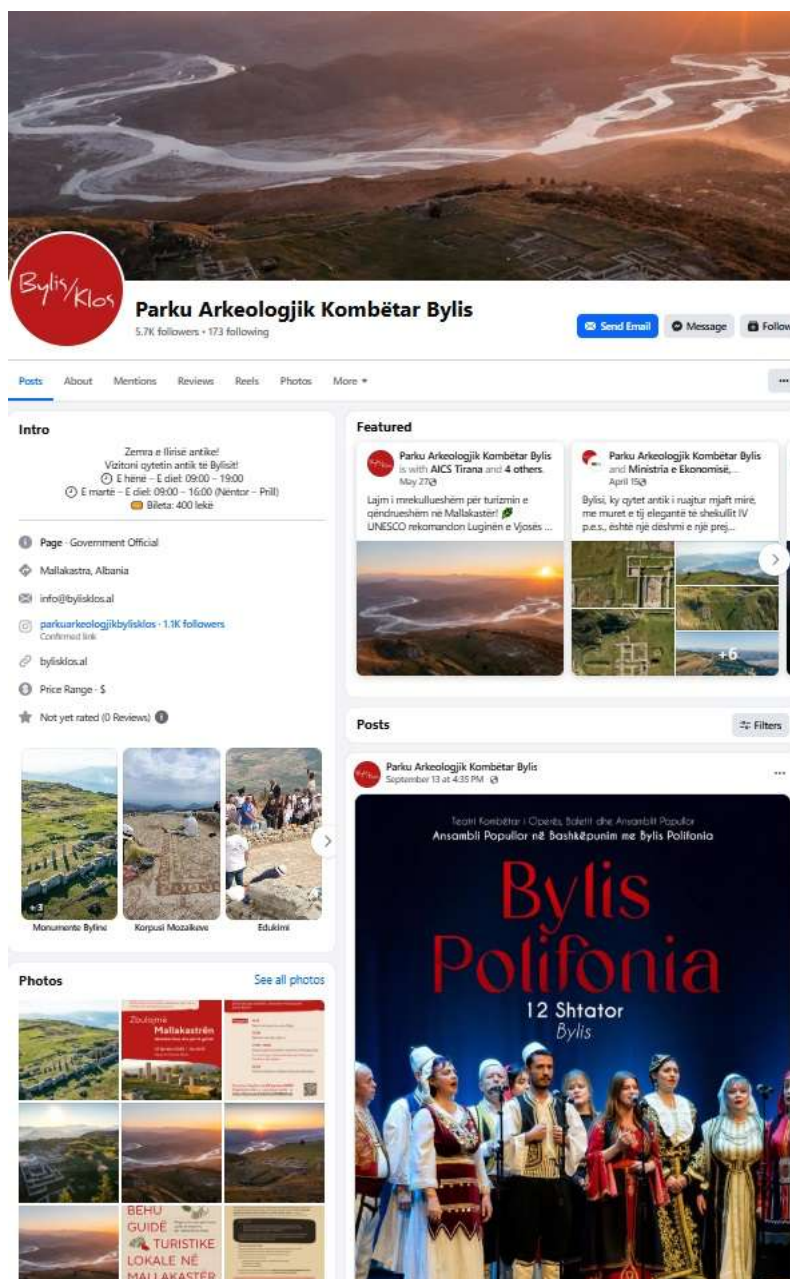 Bylis/Klos
Parku Arkeologjik Kombëtar Bylis
5.7K followers • 173 following
Send Email
Message
Follow
Posts
About
Mentions
Reviews
Reels
Photos
More
Intro
Zemra e Ilirisë antike!
Vizitoni qytetin antik të Bylisit!
E hënë – E diel: 09:00 - 19:00
E martë – E diel: 09:00 - 16:00 (Nëntor – Prill)
Bileta: 400 lekë
Page · Government Official
Mallakastra, Albania
info@bylisklos.al
parkuarkeologjikbylisklos · 1.1K followers
Confirmed link
bylisklos.al
Price Range · $
Not yet rated (0 Reviews)
+3
Monumente Byline
Korpusi Mozaikeve
Edukimi
Photos
See all photos
Zbulojmë
Mallakastrën
BËHU
GUIDË
TURISTIKE
LOKALE NË
MALLAKASTËR
Featured
Parku Arkeologjik Kombëtar Bylis
is with AICS Tirana and 4 others.
May 27
Lajm i mrekullueshëm për turizmin e
qëndrueshëm në Mallakastër!
UNESCO rekomandon Luginën e Vjosës ...
Parku Arkeologjik Kombëtar Bylis
and Ministria e Ekonomisë,...
April 15
Bylisi, ky qytet antik i ruajtur mjaft mirë,
me muret e tij elegantë të shekullit IV
p.e.s., është një dëshmi e një prej...
+6
Posts
Filters
Parku Arkeologjik Kombëtar Bylis
September 13 at 4:35 PM
Teatri Kombëtar i Operës, Baletit dhe Ansamblit Popullor
Ansambli Popullor në Bashkëpunim me Bylis Polifonia
Bylis
Polifonia
12 Shtator
Bylis